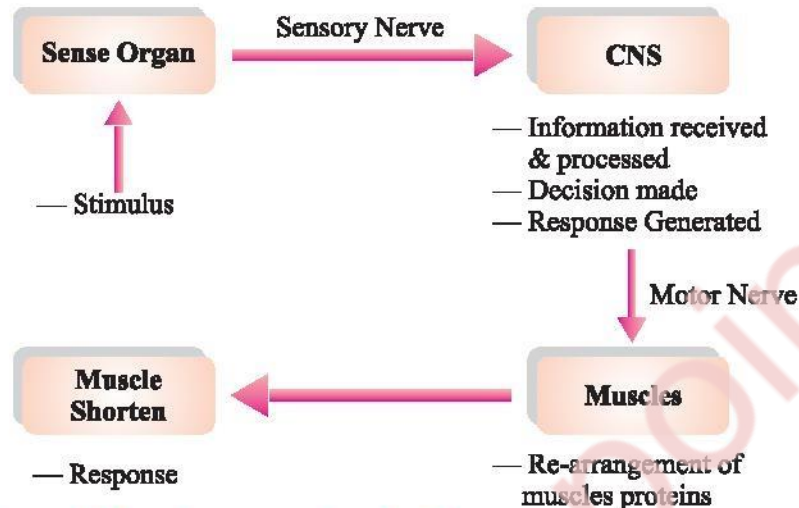 Sense Organ
Sensory Nerve
CNS
— Stimulus
— Information received
& processed
— Decision made
— Response Generated
Motor Nerve
Muscle
Shorten
Muscles
— Response
— Re-arrangement of
muscles proteins